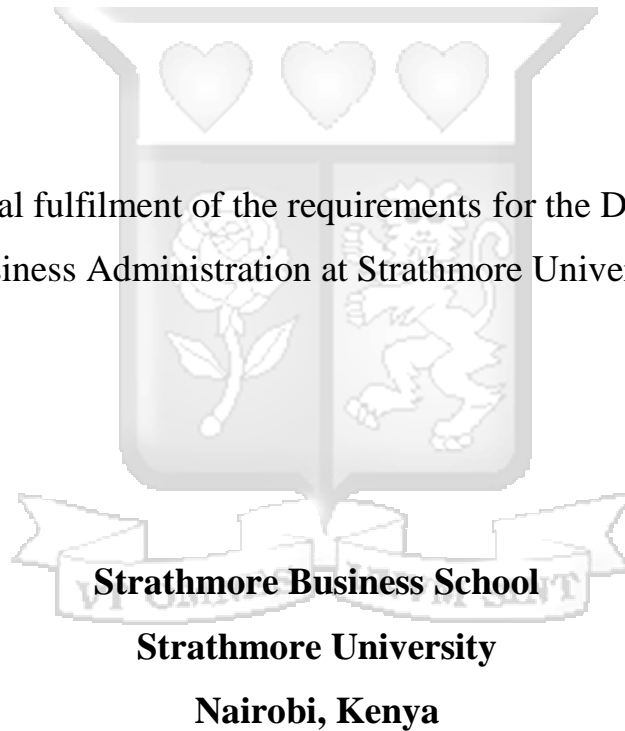 al fulfilment of the requirements for the D
iness Administration at Strathmore Univer
Strathmore Business School
Strathmore University
Nairobi, Kenya